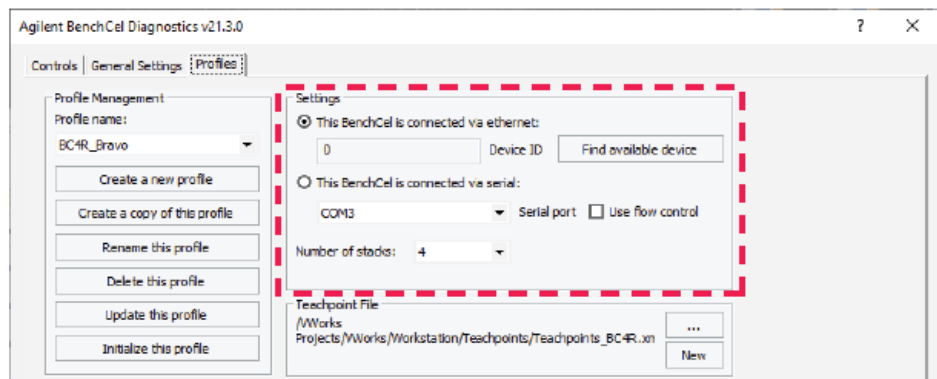 Agilent BenchCel Diagnostics v21.3.0
? X
Controls General Settings Profiles
Profile Management
Profile name:
BC4R_Bravo
Create a new profile
Create a copy of this profile
Rename this profile
Delete this profile
Update this profile
Initialize this profile
Settings
This BenchCel is connected via ethernet:
0 Device ID Find available device
This BenchCel is connected via serial:
COM3 Serial port Use flow control
Number of stacks: 4
Teachpoint File
/VWorks
Projects/VWorks/Workstation/Teachpoints/Teachpoints_BC4R.xn
...
New